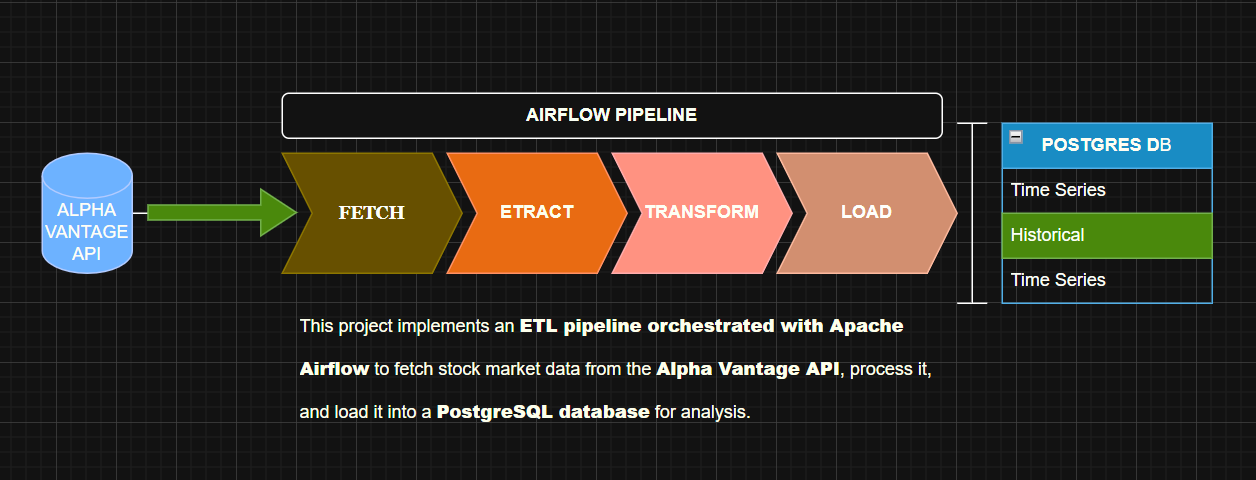 AIRFLOW PIPELINE
ALPHA
VANTAGE
API
FETCH
ETRACT
TRANSFORM
LOAD
POSTGRES DB
Time Series
Historical
Time Series
This project implements an ETL pipeline orchestrated with Apache
Airflow to fetch stock market data from the Alpha Vantage API, process it,
and load it into a PostgreSQL database for analysis.